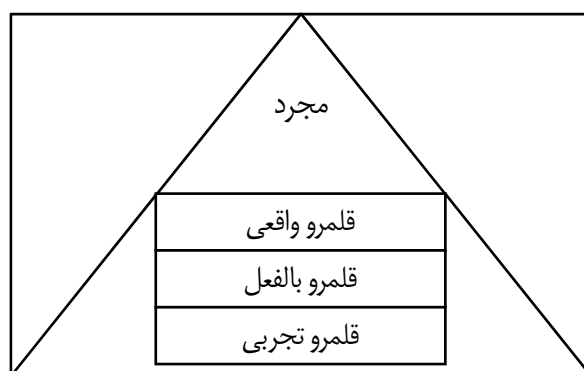 مجرد
قلمرو واقعی
قلمرو بالفعل
قلمرو تجربی